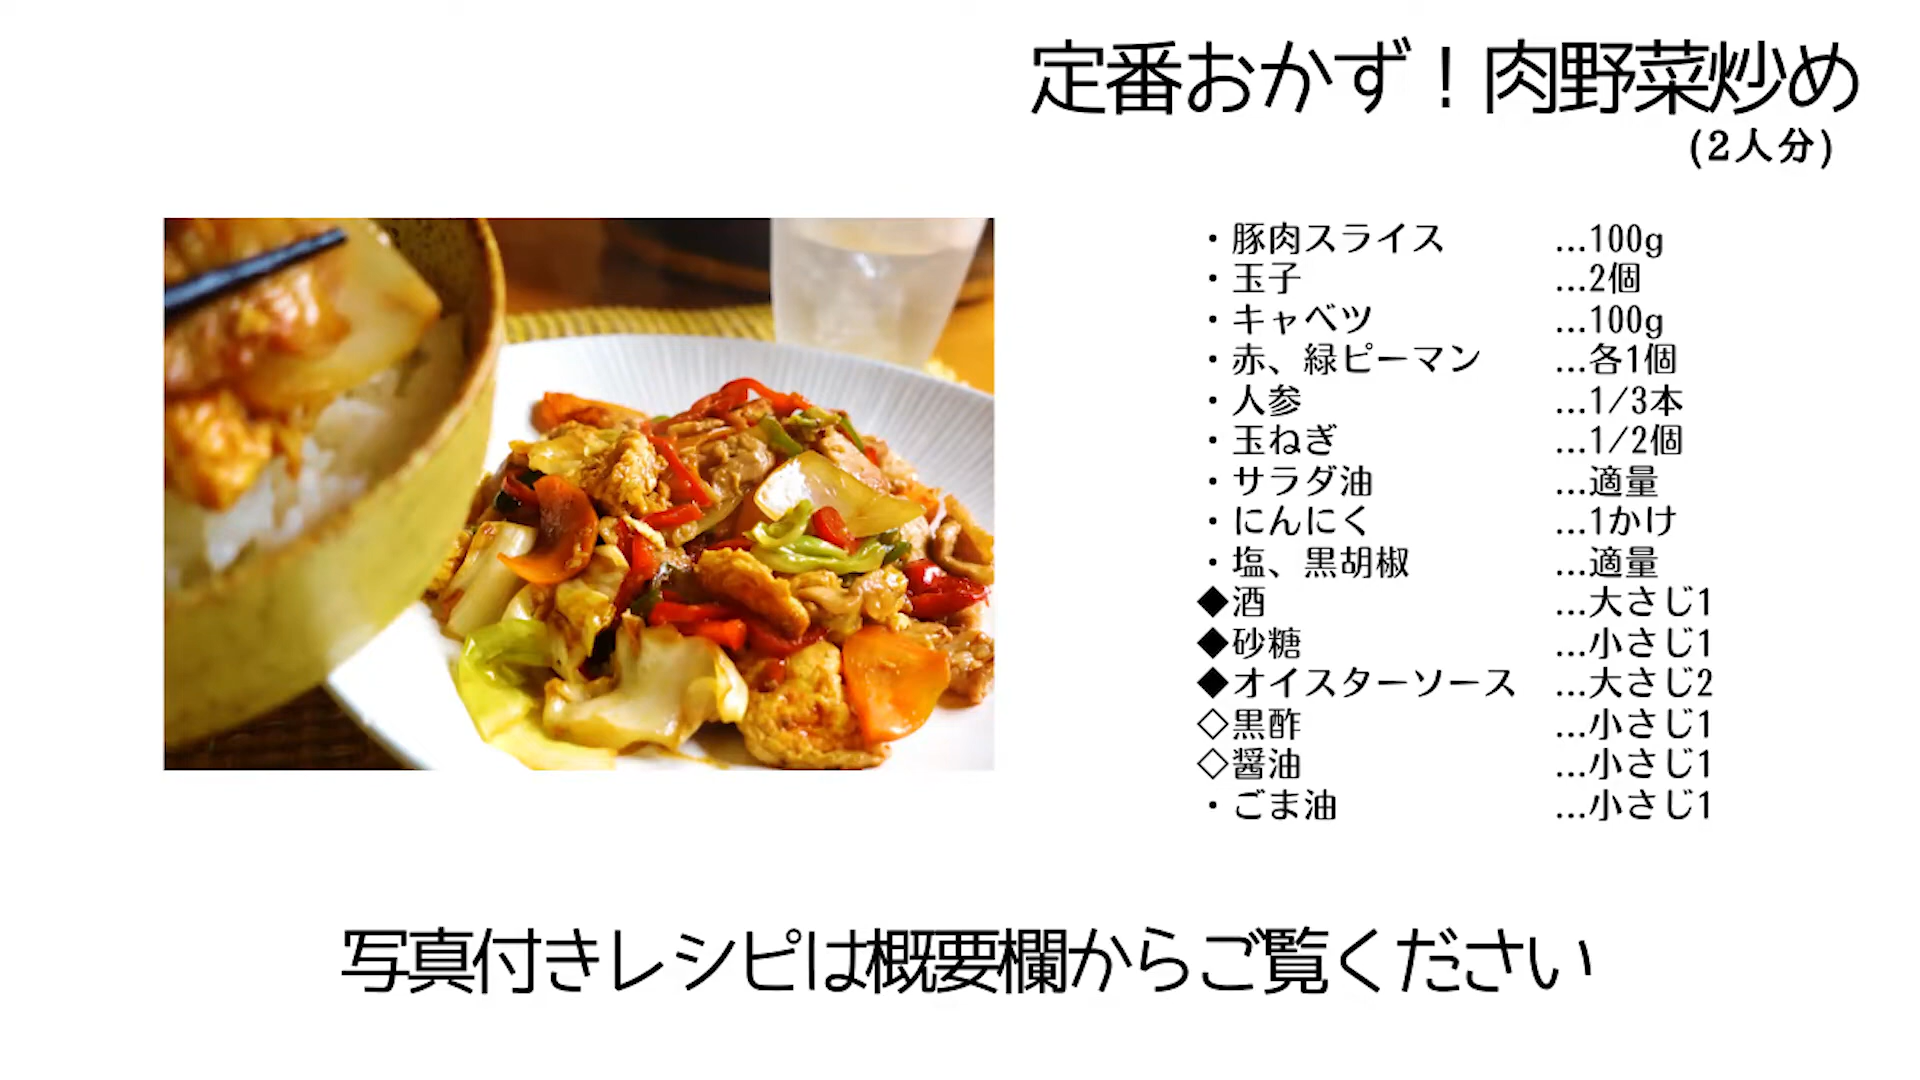 定番おかず！肉野菜炒め
(2人分)
・豚肉スライス …100g
・玉子 …2個
・キャベツ …100g
・赤、緑ピーマン …各1個
・人参 …1/3本
・玉ねぎ …1/2個
・サラダ油 …適量
・にんにく …1かけ
・塩、黒胡椒 …適量
◆酒 …大さじ1
◆砂糖 …小さじ1
◆オイスターソース …大さじ2
◇黒酢 …小さじ1
◇醤油 …小さじ1
・ごま油 …小さじ1
写真付きレシピは概要欄からご覧ください